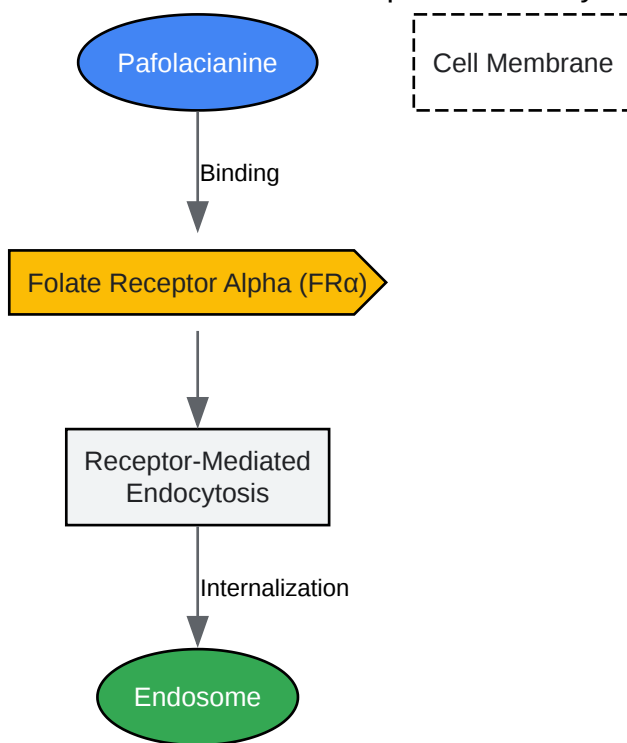 Pafolacianine
Cell Membrane
Binding
Folate Receptor Alpha (FRα)
Receptor-Mediated
Endocytosis
Internalization
Endosome